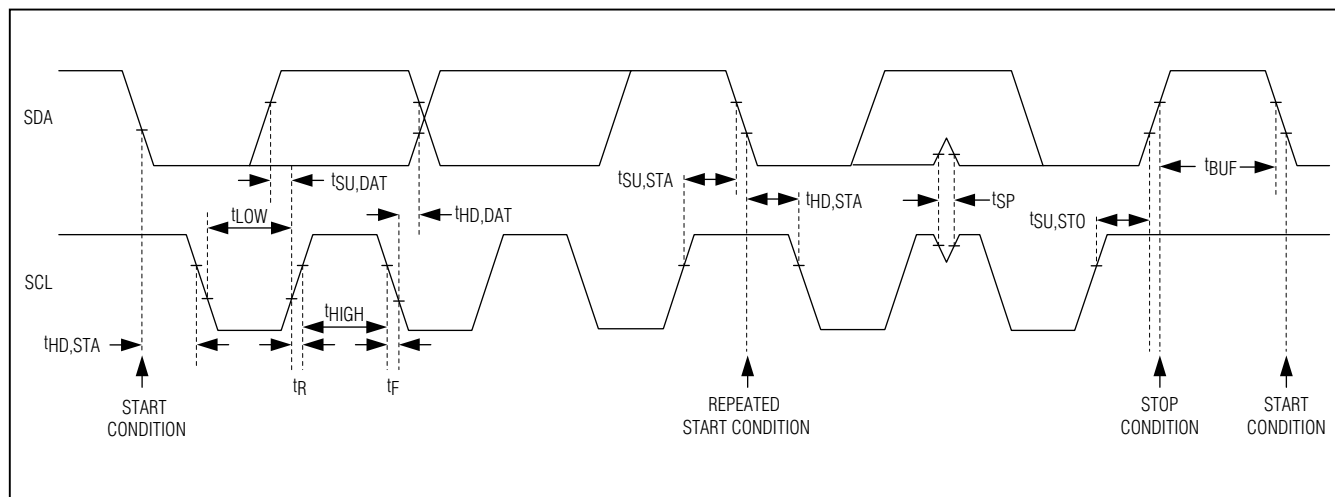 SDA
tSU,DAT
tLOW
tHD,DAT
tSU,STA
tHD,STA
tSP
tBUF
tSU,STO
SCL
tHIGH
tHD,STA
tR
tF
START
CONDITION
REPEATED
START CONDITION
STOP
CONDITION
START
CONDITION